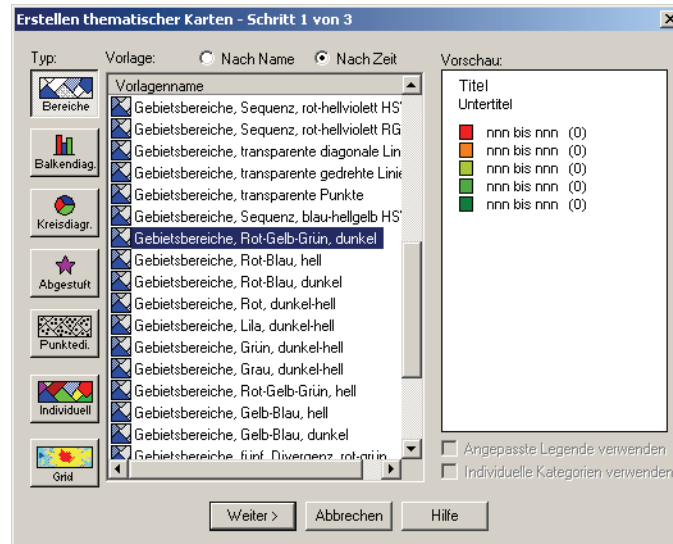 Erstellen thematischer Karten - Schritt 1 von 3
Typ:
Vorlage:
Nach Name
Nach Zeit
Vorschau:
Bereiche
Balkendiag.
Kreisdiagr.
Abgestuft
Punktedi.
Individuell
Grid
Vorlagenname
Gebietsbereiche, Sequenz, rot-hellviolett HS
Gebietsbereiche, Sequenz, rot-hellviolett RG
Gebietsbereiche, transparente diagonale Lin
Gebietsbereiche, transparente gedrehte Linie
Gebietsbereiche, transparente Punkte
Gebietsbereiche, Sequenz, blau-hellgelb HS
Gebietsbereiche, Rot-Gelb-Grün, dunkel
Gebietsbereiche, Rot-Blau, hell
Gebietsbereiche, Rot-Blau, dunkel
Gebietsbereiche, Rot, dunkel-hell
Gebietsbereiche, Lila, dunkel-hell
Gebietsbereiche, Grün, dunkel-hell
Gebietsbereiche, Grau, dunkel-hell
Gebietsbereiche, Rot-Gelb-Grün, hell
Gebietsbereiche, Gelb-Blau, hell
Gebietsbereiche, Gelb-Blau, dunkel
Gebietsbereiche, fünf, Divergenz, rot-grün
Titel
Untertitel
nnn bis nnn (0)
nnn bis nnn (0)
nnn bis nnn (0)
nnn bis nnn (0)
nnn bis nnn (0)
Angepasste Legende verwenden
Individuelle Kategorien verwenden
Weiter >
Abbrechen
Hilfe